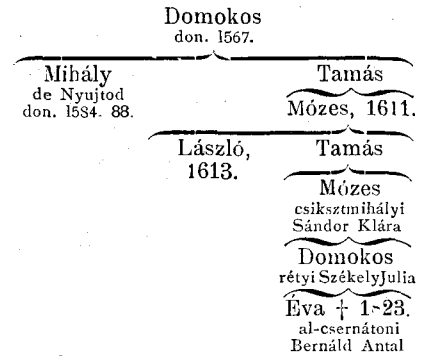 Domokos
don. 1567.
Mihály Tamás
de Nyujtod Mózes, 1611.
don. 1584. 88.
László, Tamás
1613. Mózes
csiksztmihályi
Sándor Klára
Domokos
rétyi Székely Julia
Éva †
al-csernátoni
Bernáld Antal